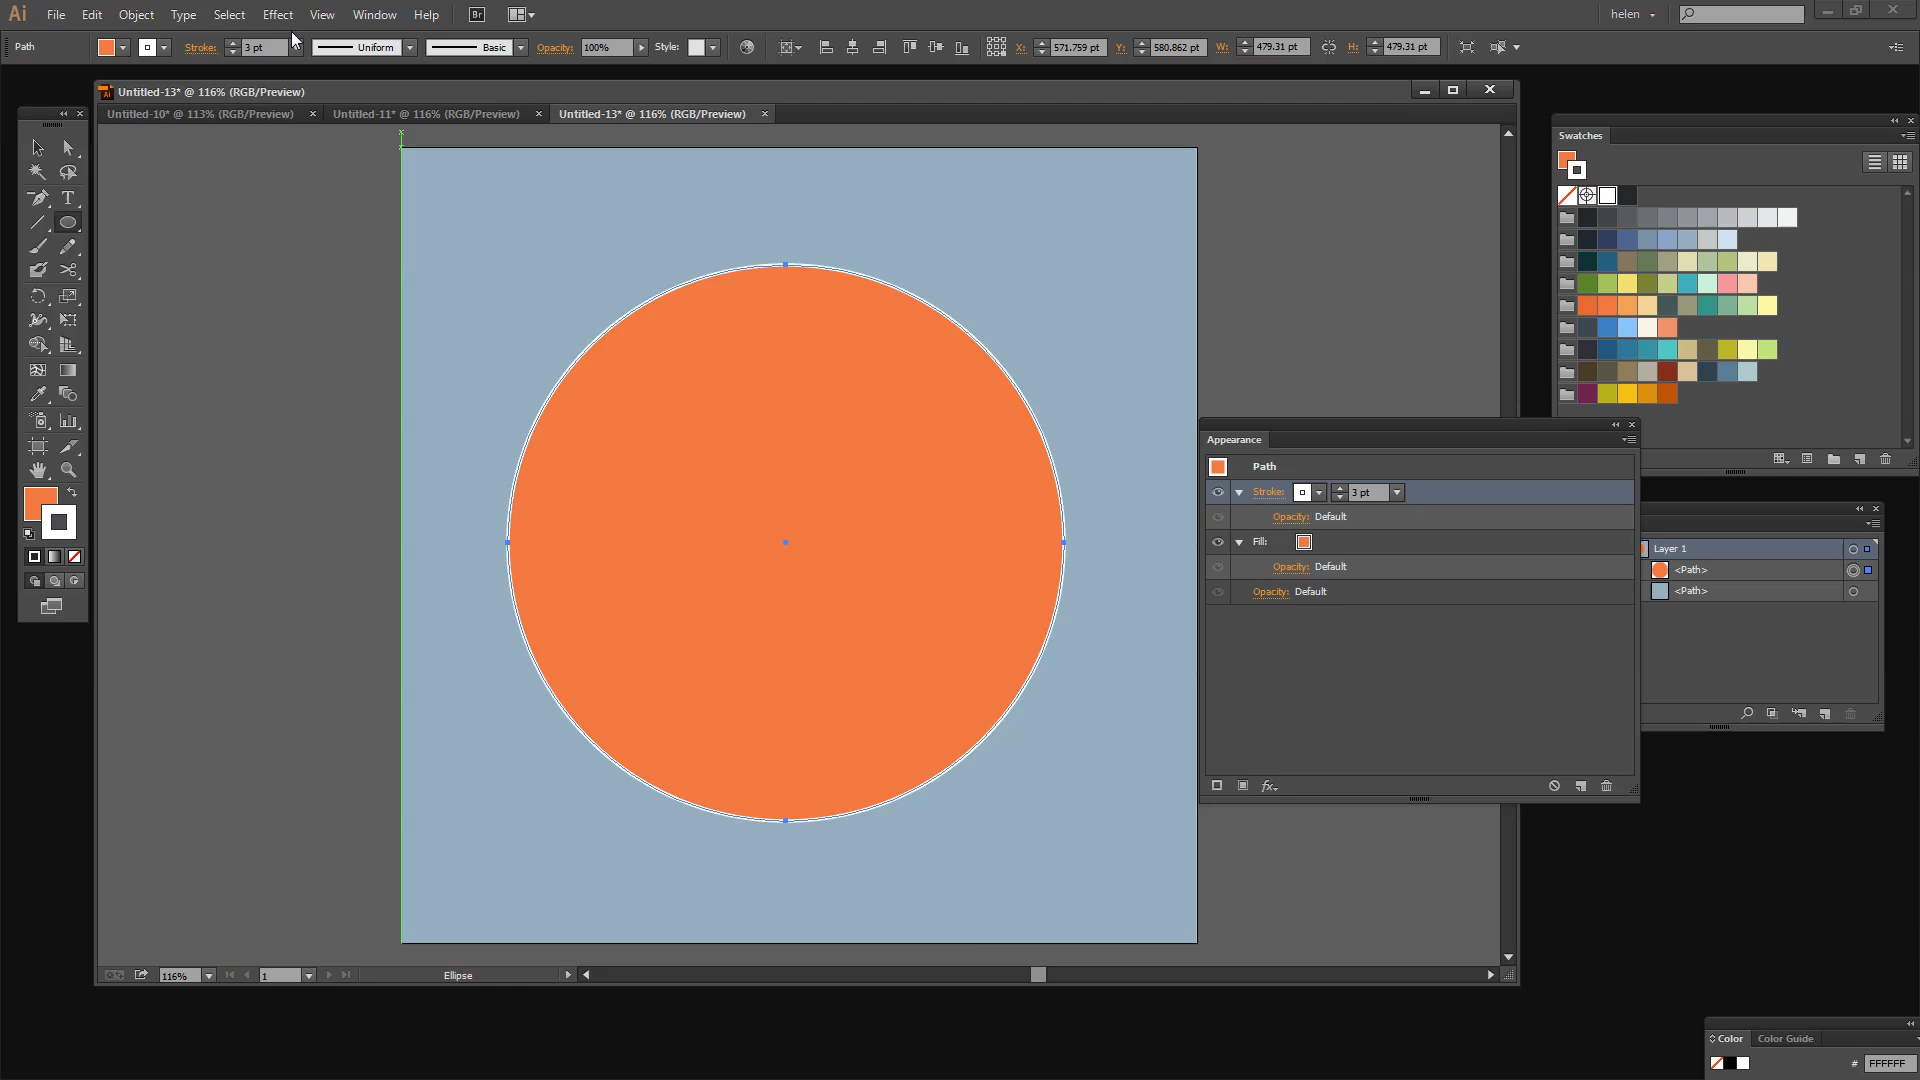 Ai File Edit Object Type Select Effect View Window Help Br helen
Path Stroke: 3 pt Uniform Basic Opacity: 100% Style: X: 571.759 pt Y: 580.862 pt W: 479.31 pt H: 479.31 pt
Untitled-13* @ 116% (RGB/Preview)
Untitled-10* @ 113% (RGB/Preview) Untitled-11* @ 116% (RGB/Preview) Untitled-13* @ 116% (RGB/Preview)
Swatches
Appearance
Path
Stroke: 3 pt
Opacity: Default
Fill:
Opacity: Default
Opacity: Default
fx
Layer 1
<Path>
<Path>
116% 1 Ellipse
Color Color Guide
# FFFFFF